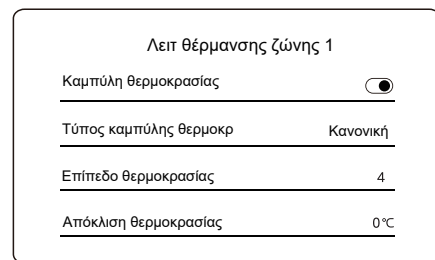 Λειτ θέρμανσης ζώνης 1
Καμπύλη θερμοκρασίας
Τύπος καμπύλης θερμοκρ Κανονική
Επίπεδο θερμοκρασίας 4
Απόκλιση θερμοκρασίας 0℃